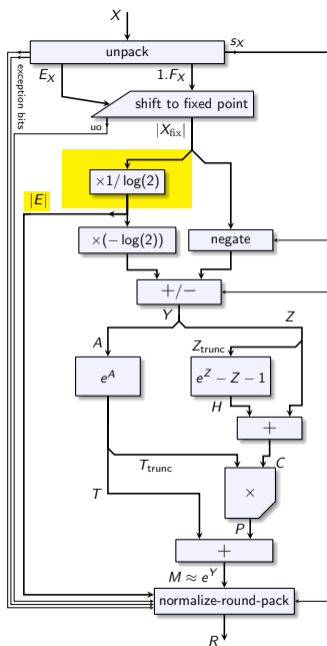 X
unpack
s_X
E_X
1.F_X
exception bits
shift to fixed point
uo
|X_fix|
×1/ log(2)
|E|
×(− log(2))
negate
+/−
Y
Z
A
Z_trunc
e^A
e^Z − Z − 1
H
+
T_trunc
C
×
T
P
+
M ≈ e^Y
normalize-round-pack
R